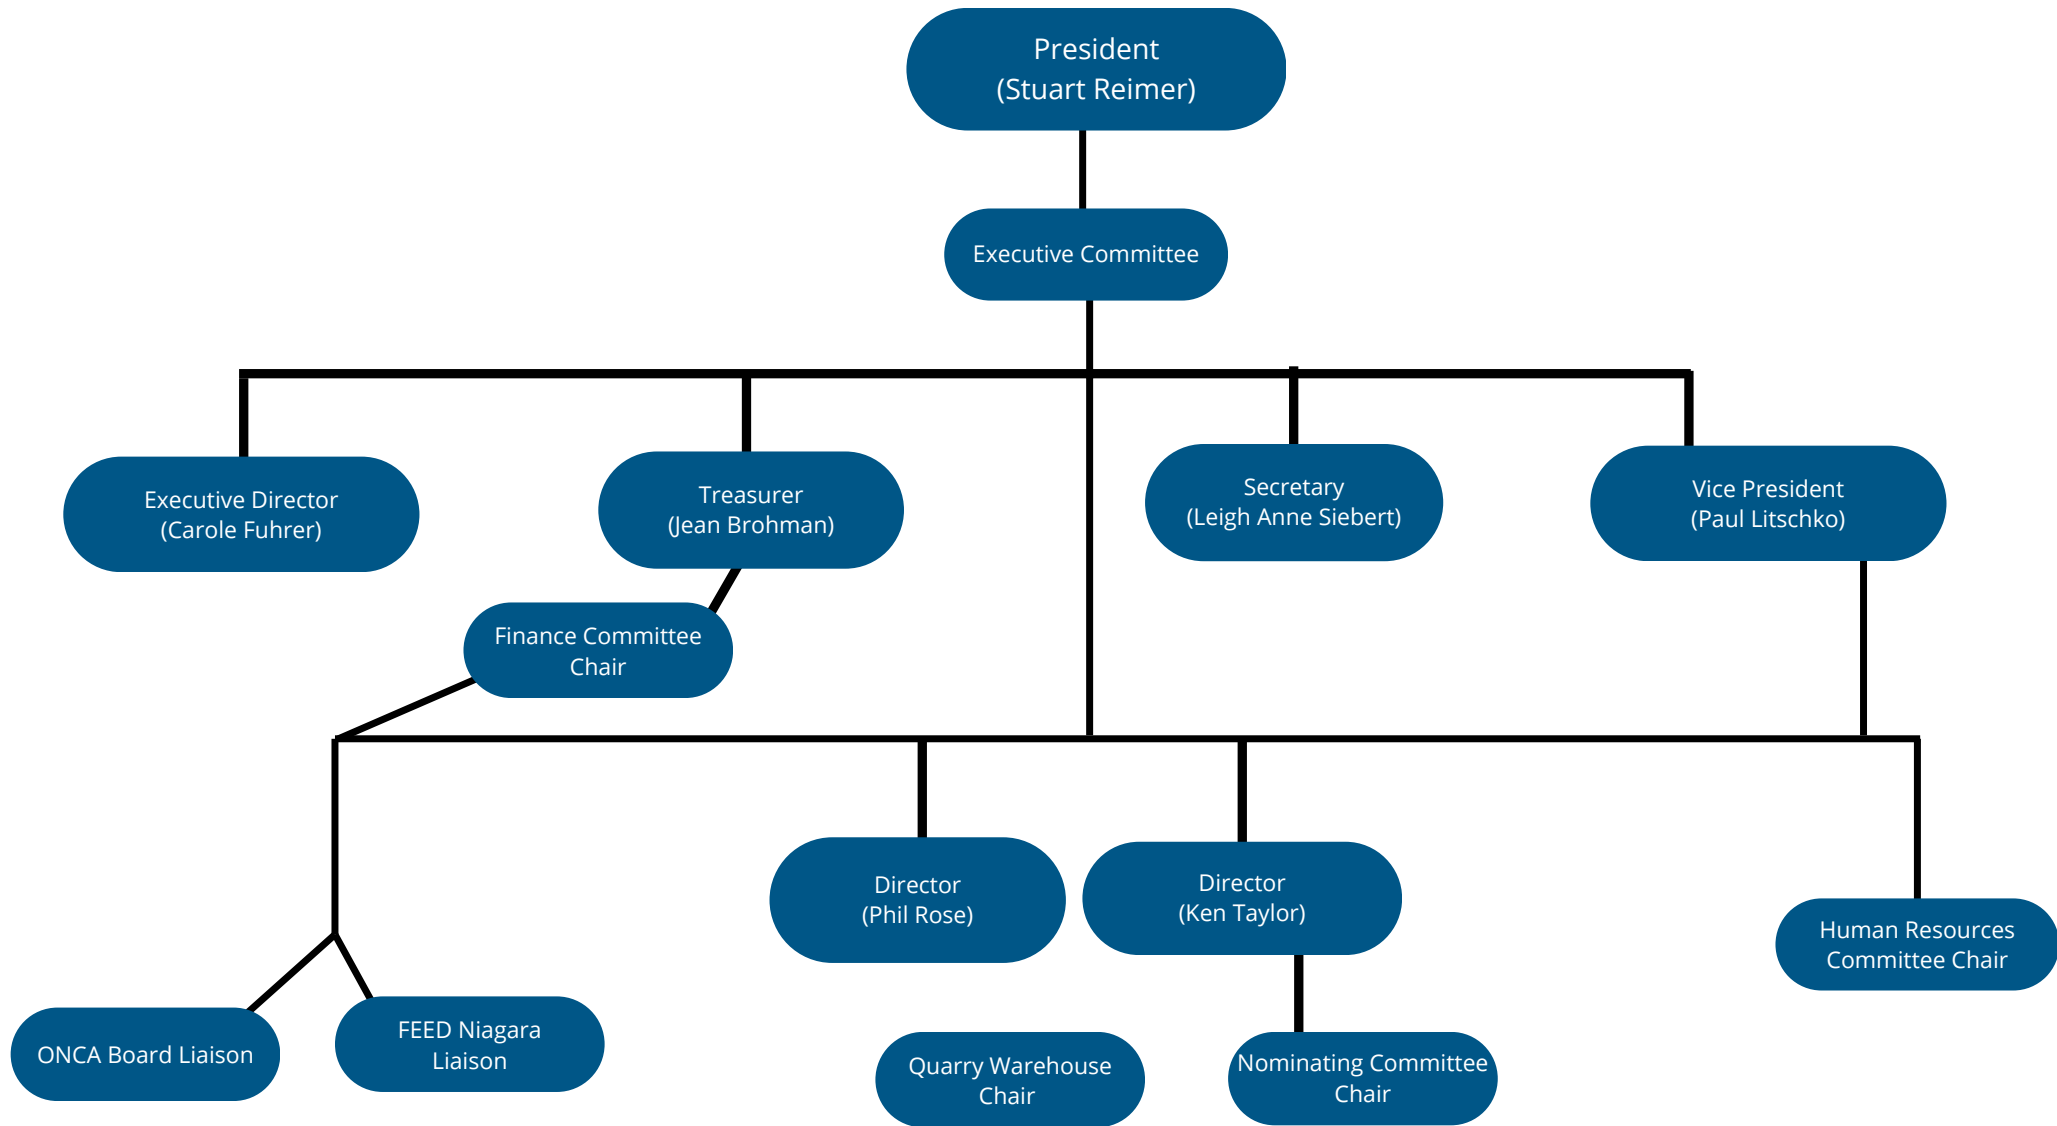 President
(Stuart Reimer)
Executive Committee
Executive Director
(Carole Fuhrer)
Treasurer
(Jean Brohman)
Secretary
(Leigh Anne Siebert)
Vice President
(Paul Litschko)
Finance Committee
Chair
Director
(Phil Rose)
Director
(Ken Taylor)
Human Resources
Committee Chair
ONCA Board Liaison
FEED Niagara
Liaison
Quarry Warehouse
Chair
Nominating Committee
Chair